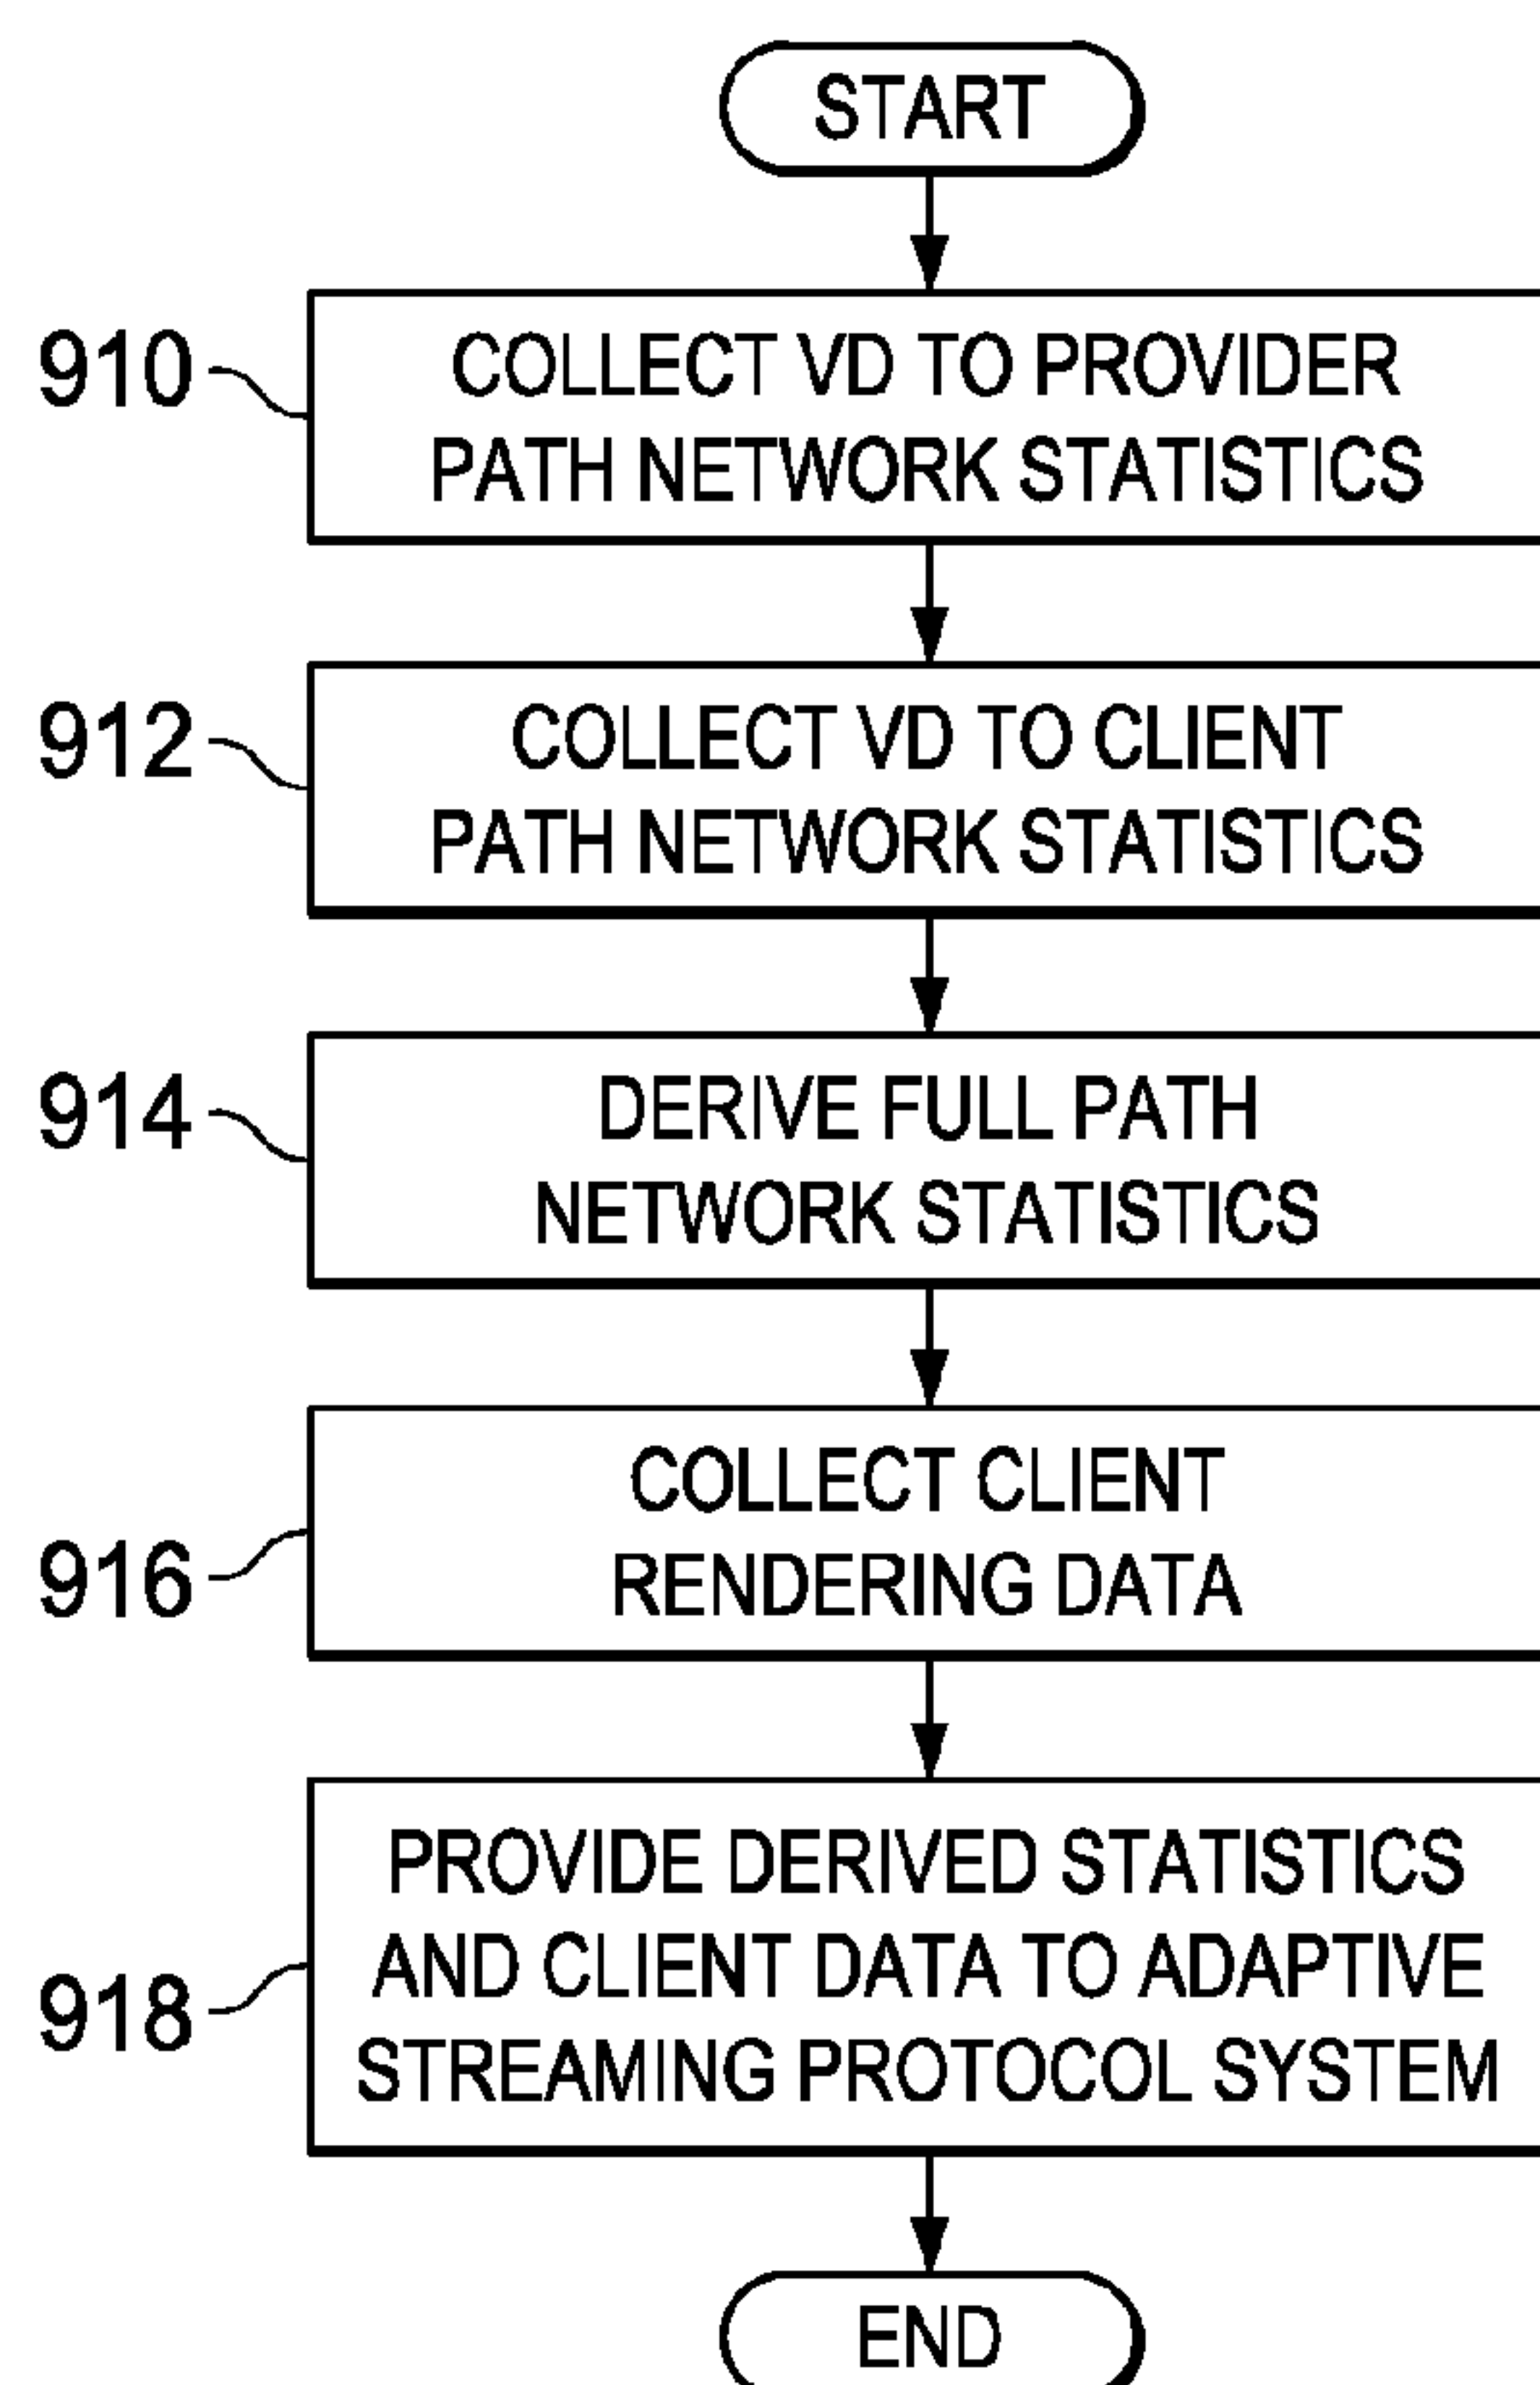 START
910
COLLECT VD TO PROVIDER
PATH NETWORK STATISTICS
912
COLLECT VD TO CLIENT
PATH NETWORK STATISTICS
914
DERIVE FULL PATH
NETWORK STATISTICS
916
COLLECT CLIENT
RENDERING DATA
918
PROVIDE DERIVED STATISTICS
AND CLIENT DATA TO ADAPTIVE
STREAMING PROTOCOL SYSTEM
END